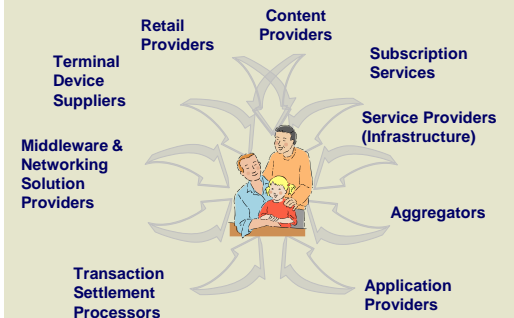 Content
Providers
Retail
Providers
Subscription
Services
Terminal
Device
Suppliers
Service Providers
(Infrastructure)
Middleware &
Networking
Solution
Providers
Aggregators
Transaction
Settlement
Processors
Application
Providers